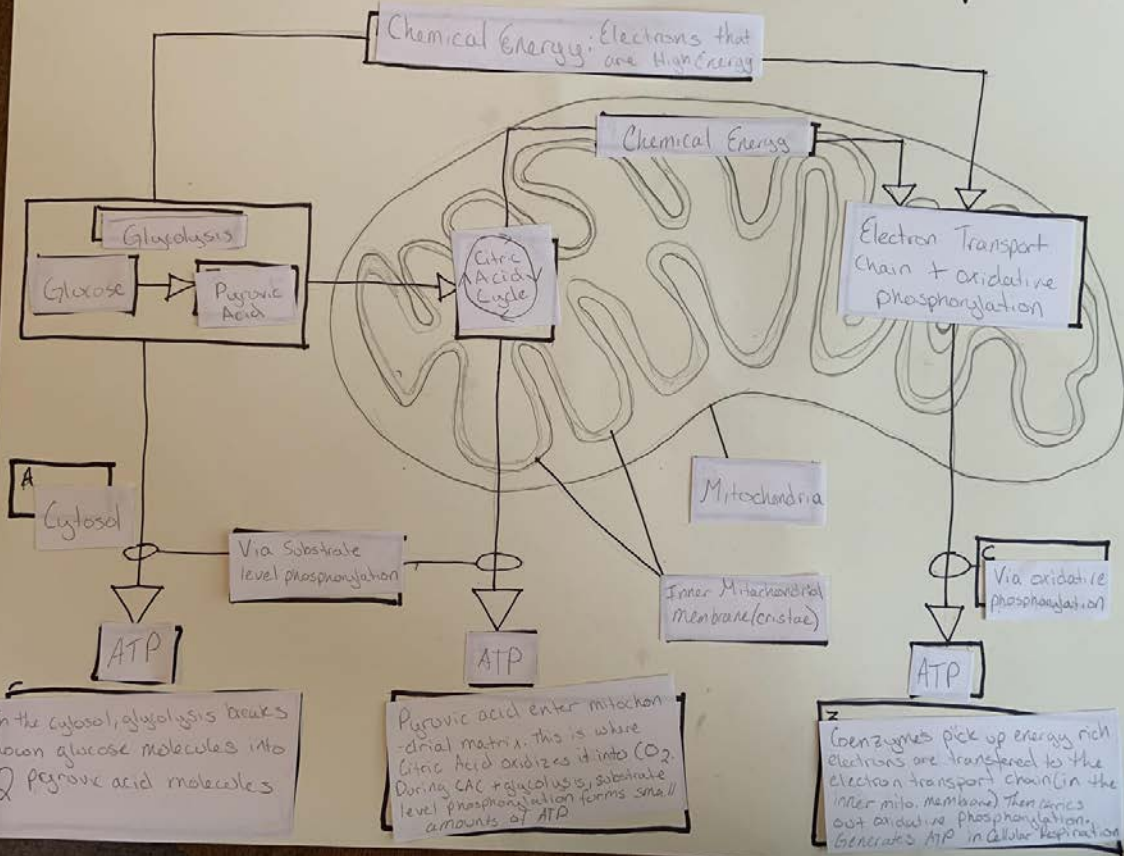 Chemical Energy: Electrons that
are High Energy
Chemical Energy
Glycolysis
Glucose
Pyruvic
Acid
Citric
Acid
Cycle
Electron Transport
Chain + oxidative
phosphorylation
A
Cytosol
Via Substrate
level phosphorylation
Mitochondria
Inner Mitochondrial
membrane (cristae)
C
Via oxidative
phosphorylation
ATP
ATP
ATP
n the cytosol, glycolysis breaks
down glucose molecules into
2 pyruvic acid molecules
Pyruvic acid enter mitochon
-drial matrix. This is where
Citric Acid oxidizes it into CO2.
During CAC + glycolysis, substrate
level phosphorylation forms small
amounts of ATP
Coenzymes pick up energy rich
electrons are transfered to the
electron transport chain (in the
inner mito. membrane) Then carries
out oxidative phosphorylation.
Generates ATP in Cellular Respiration